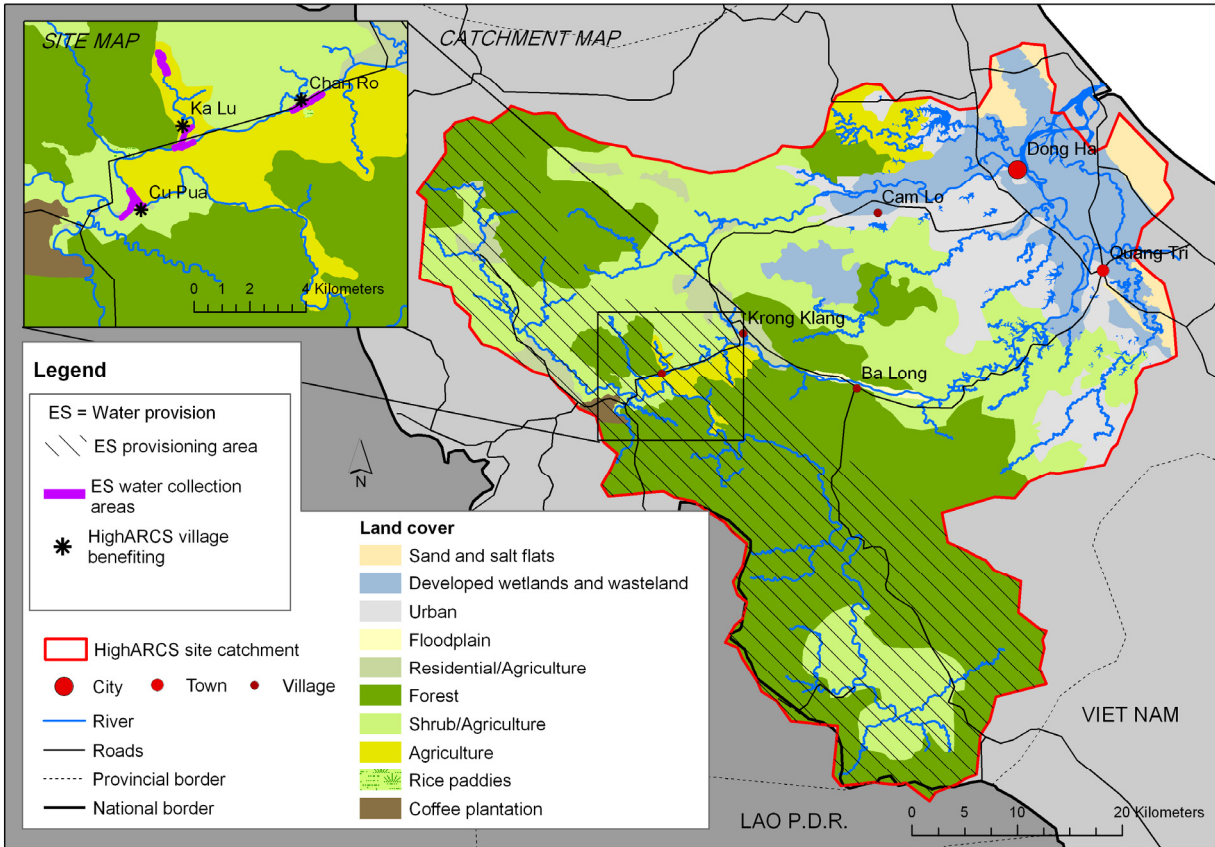 SITE MAP
CATCHMENT MAP
Ka Lu
Chan Ro
Cu Pua
0 2 4 Kilometers
Dong Ha
Cam Lo
Quang Tri
Krong Klang
Ba Long
N
Legend
ES = Water provision
ES provisioning area
ES water collection
areas
HighARCS village
benefiting
HighARCS site catchment
City Town Village
River
Roads
Provincial border
National border
Land cover
Sand and salt flats
Developed wetlands and wasteland
Urban
Floodplain
Residential/Agriculture
Forest
Shrub/Agriculture
Agriculture
Rice paddies
Coffee plantation
VIET NAM
LAO P.D.R.
0 5 10 20 Kilometers